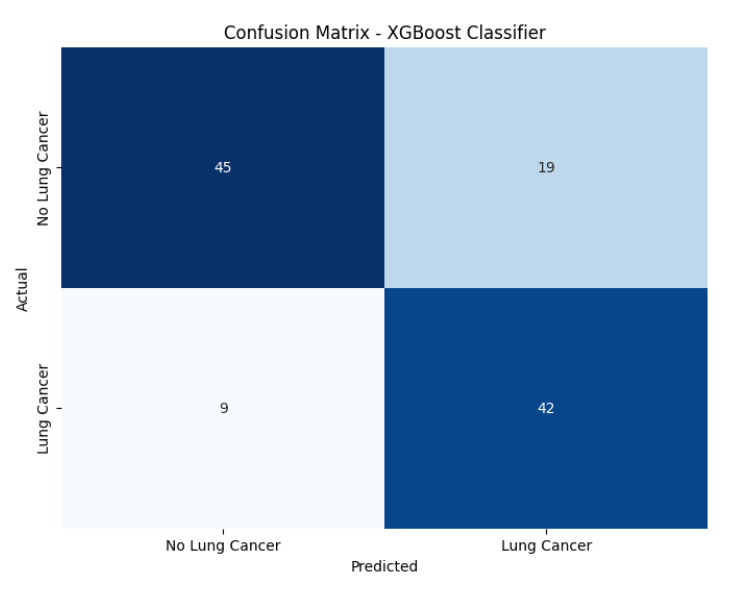 Confusion Matrix - XGBoost Classifier
No Lung Cancer
45
19
Actual
Lung Cancer
9
42
No Lung Cancer
Lung Cancer
Predicted